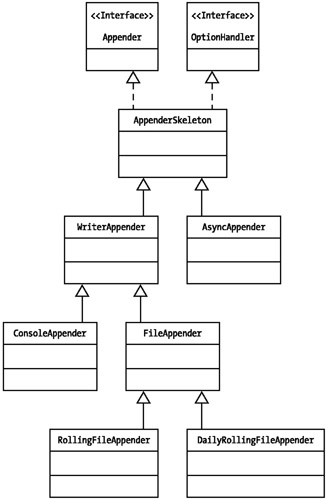 <<Interface>>
Appender
<<Interface>>
OptionHandler
AppenderSkeleton
WriterAppender
AsyncAppender
ConsoleAppender
FileAppender
RollingFileAppender
DailyRollingFileAppender